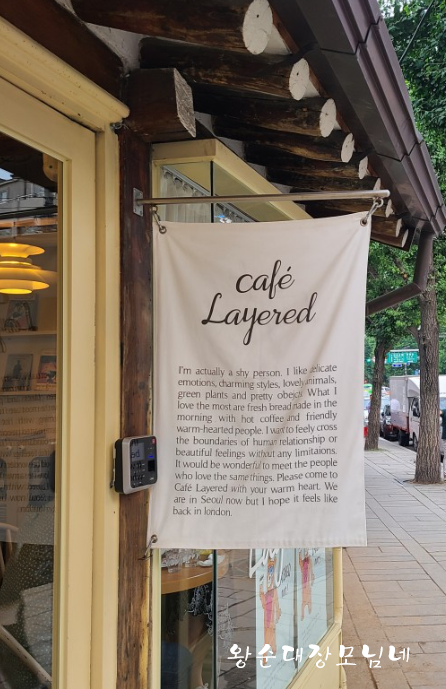 café
Layered
I'm actually a shy person. I like delicate
emotions, charming styles, lovely animals,
green plants and pretty obejcts. What I
love the most are fresh bread made in the
morning with hot coffee and friendly
warm-hearted people. I want to feely cross
the boundaries of human relationship or
beautiful feelings without any limitaions.
It would be wonderful to meet the people
who love the same things. Please come to
Café Layered with your warm heart. We
are in Seoul now but I hope it feels like
back in london.
왕순대장모님네